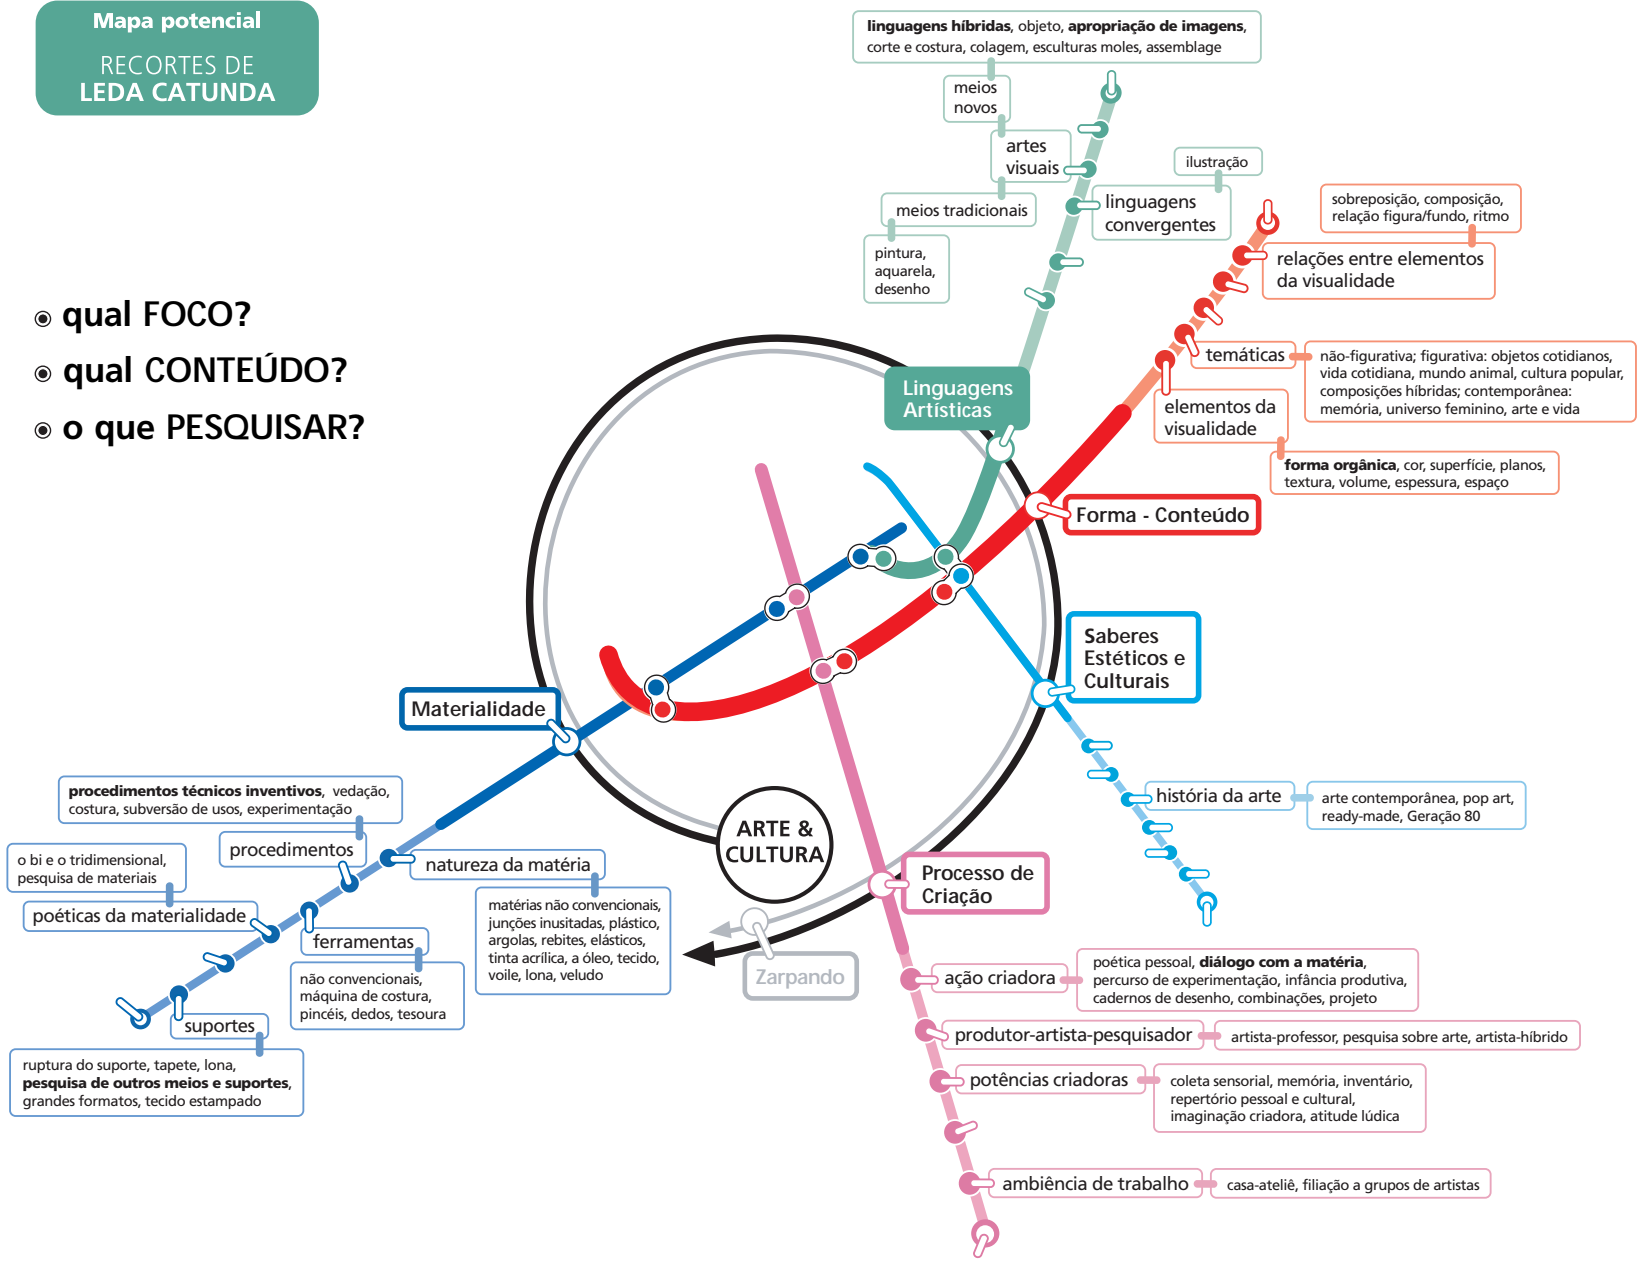 Mapa potencial
RECORTES DE
LEDA CATUNDA
qual FOCO?
qual CONTEÚDO?
o que PESQUISAR?
linguagens híbridas, objeto, apropriação de imagens,
corte e costura, colagem, esculturas moles, assemblage
meios
novos
artes
visuais
meios tradicionais
pintura,
aquarela,
desenho
ilustração
linguagens
convergentes
Linguagens
Artísticas
sobreposição, composição,
relação figura/fundo, ritmo
relações entre elementos
da visualidade
temáticas
não-figurativa; figurativa: objetos cotidianos,
vida cotidiana, mundo animal, cultura popular,
composições híbridas; contemporânea:
memória, universo feminino, arte e vida
elementos da
visualidade
forma orgânica, cor, superfície, planos,
textura, volume, espessura, espaço
Forma - Conteúdo
Saberes
Estéticos e
Culturais
história da arte
arte contemporânea, pop art,
ready-made, Geração 80
Materialidade
procedimentos técnicos inventivos, vedação,
costura, subversão de usos, experimentação
procedimentos
natureza da matéria
matérias não convencionais,
junções inusitadas, plástico,
argolas, rebites, elásticos,
tinta acrílica, a óleo, tecido,
voile, lona, veludo
o bi e o tridimensional,
pesquisa de materiais
poéticas da materialidade
ferramentas
não convencionais,
máquina de costura,
pincéis, dedos, tesoura
suportes
ruptura do suporte, tapete, lona,
pesquisa de outros meios e suportes,
grandes formatos, tecido estampado
ARTE &
CULTURA
Zarpando
Processo de
Criação
ação criadora
poética pessoal, diálogo com a matéria,
percurso de experimentação, infância produtiva,
cadernos de desenho, combinações, projeto
produtor-artista-pesquisador
artista-professor, pesquisa sobre arte, artista-híbrido
potências criadoras
coleta sensorial, memória, inventário,
repertório pessoal e cultural,
imaginação criadora, atitude lúdica
ambiência de trabalho
casa-ateliê, filiação a grupos de artistas